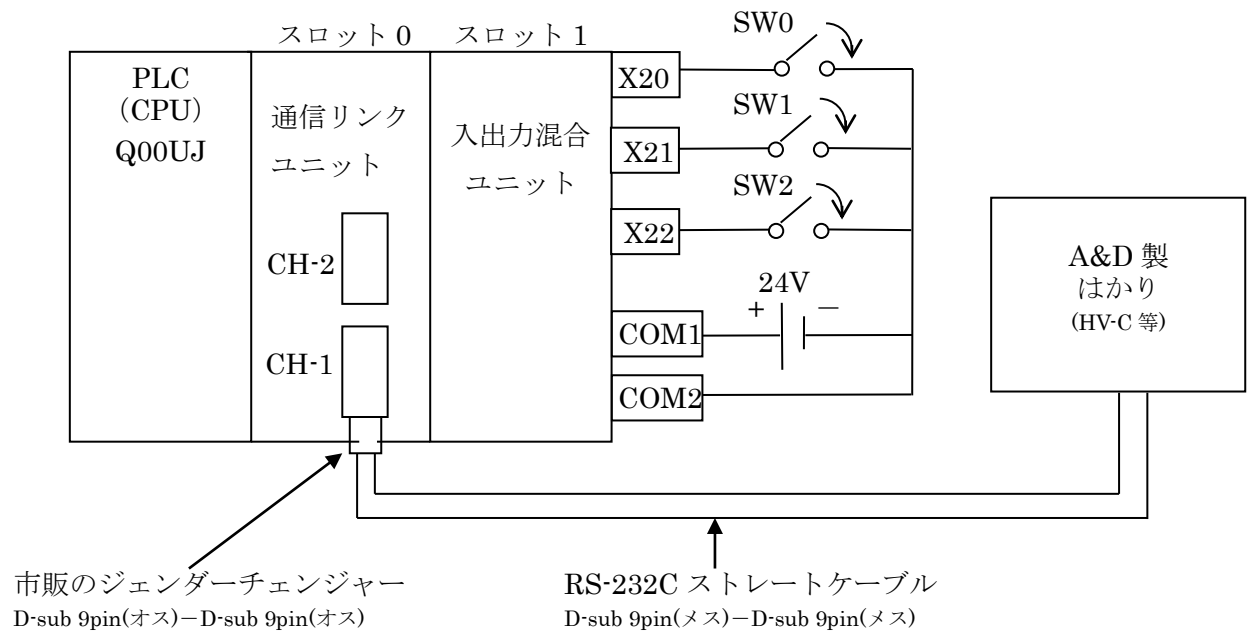 スロット 0 スロット 1
SW0
PLC
（CPU）
Q00UJ
通信リンク
ユニット
入出力混合
ユニット
X20
SW1
X21
SW2
X22
CH-2
24V
+ －
COM1
CH-1
COM2
A&D 製
はかり
(HV-C 等)
市販のジェンダーチェンジャー
D-sub 9pin(オス)－D-sub 9pin(オス)
RS-232C ストレートケーブル
D-sub 9pin(メス)－D-sub 9pin(メス)